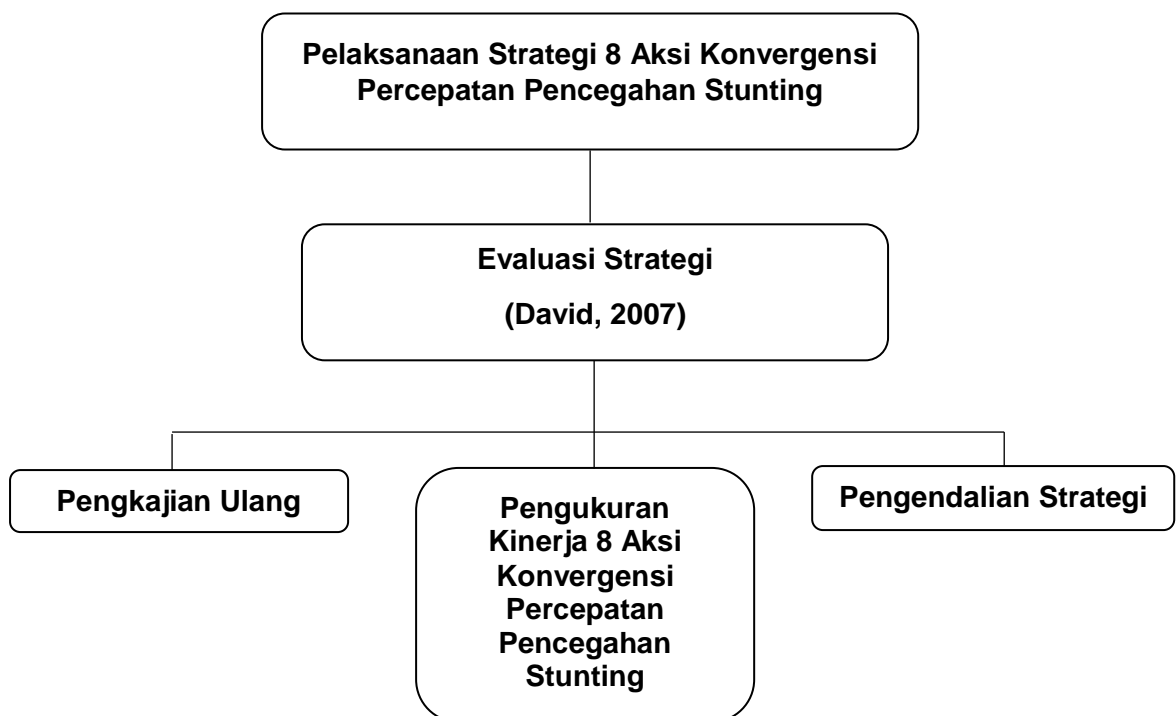 Pelaksanaan Strategi 8 Aksi Konvergensi
Percepatan Pencegahan Stunting
Evaluasi Strategi
(David, 2007)
Pengkajian Ulang
Pengukuran
Kinerja 8 Aksi
Konvergensi
Percepatan
Pencegahan
Stunting
Pengendalian Strategi